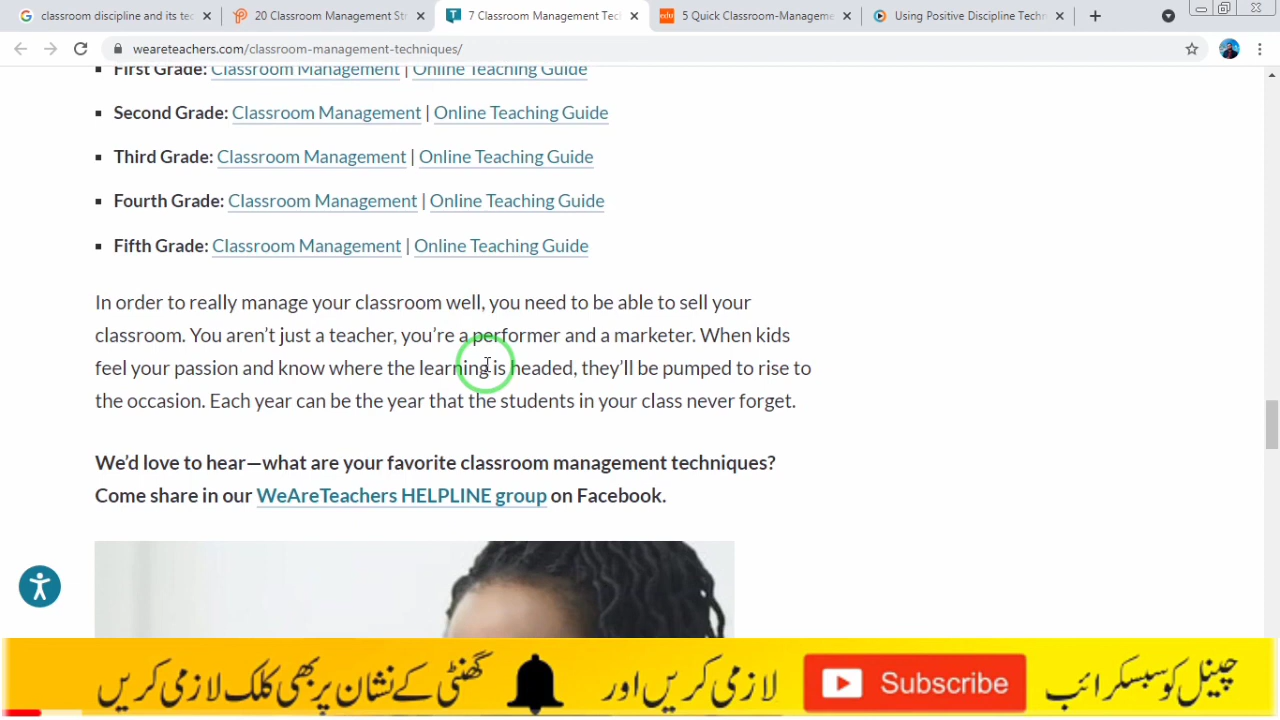 classroom discipline and its te
20 Classroom Management St
7 Classroom Management Tec
5 Quick Classroom-Manageme
Using Positive Discipline Techn
weareteachers.com/classroom-management-techniques/
First Grade: Classroom Management | Online Teaching Guide
Second Grade: Classroom Management | Online Teaching Guide
Third Grade: Classroom Management | Online Teaching Guide
Fourth Grade: Classroom Management | Online Teaching Guide
Fifth Grade: Classroom Management | Online Teaching Guide
In order to really manage your classroom well, you need to be able to sell your
classroom. You aren’t just a teacher, you’re a performer and a marketer. When kids
feel your passion and know where the learning is headed, they’ll be pumped to rise to
the occasion. Each year can be the year that the students in your class never forget.
We’d love to hear—what are your favorite classroom management techniques?
Come share in our WeAreTeachers HELPLINE group on Facebook.
چینل کو سبسکرائب Subscribe لازمی کریں اور گھنٹی کے نشان پر بھی کلک لازمی کریں